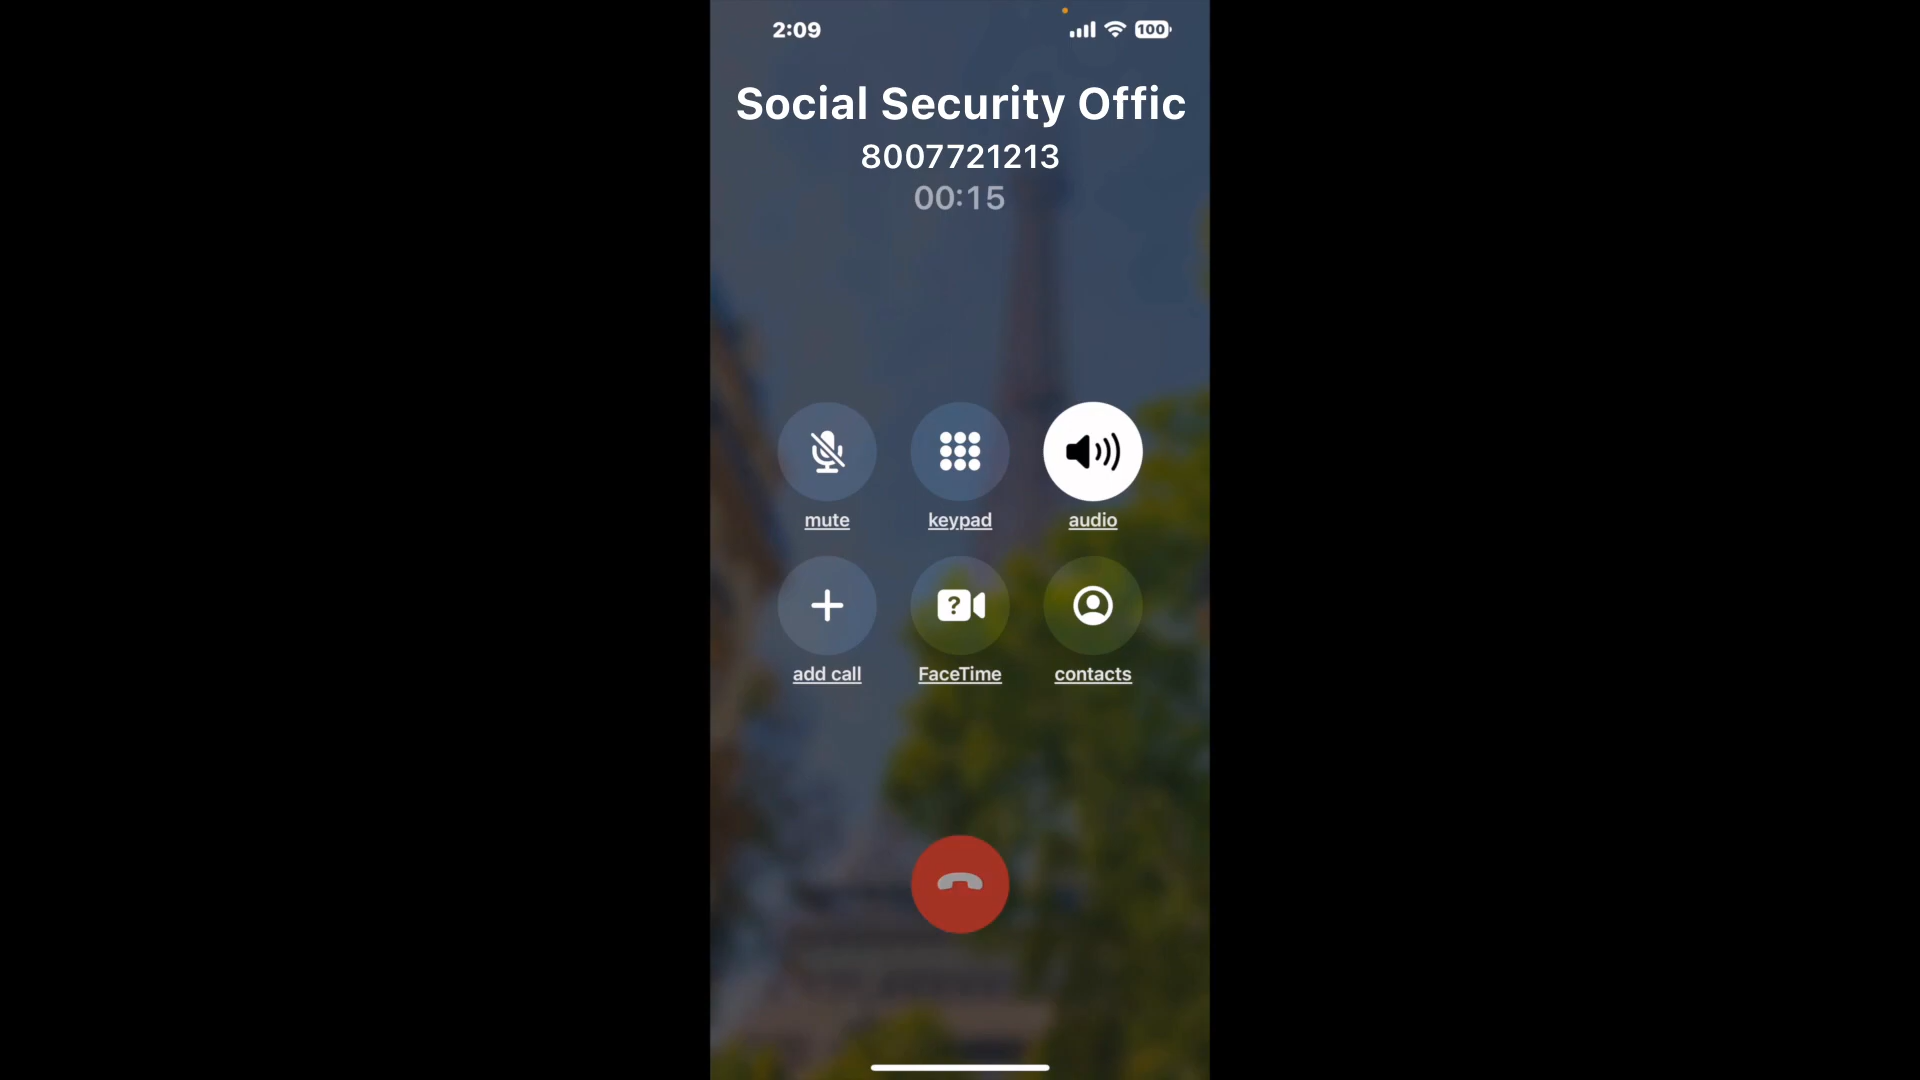 2:09
100
Social Security Offic
8007721213
00:15
mute
keypad
audio
?
add call
FaceTime
contacts